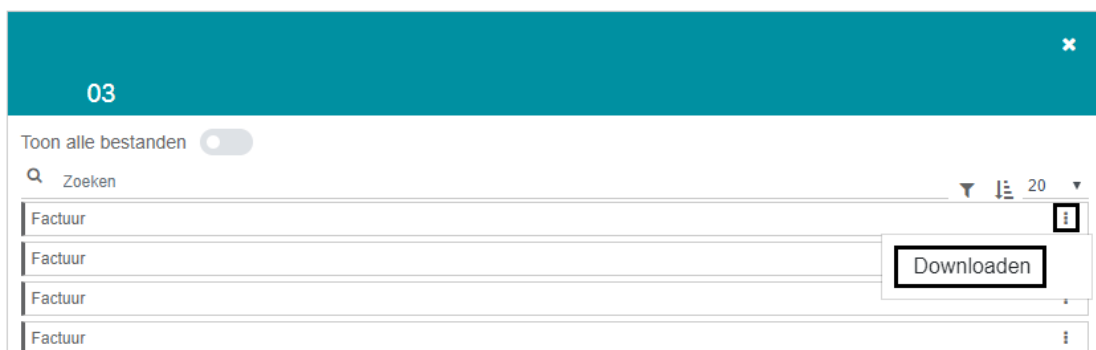 03
Toon alle bestanden
Zoeken
20
Factuur
Factuur
Downloaden
Factuur
Factuur